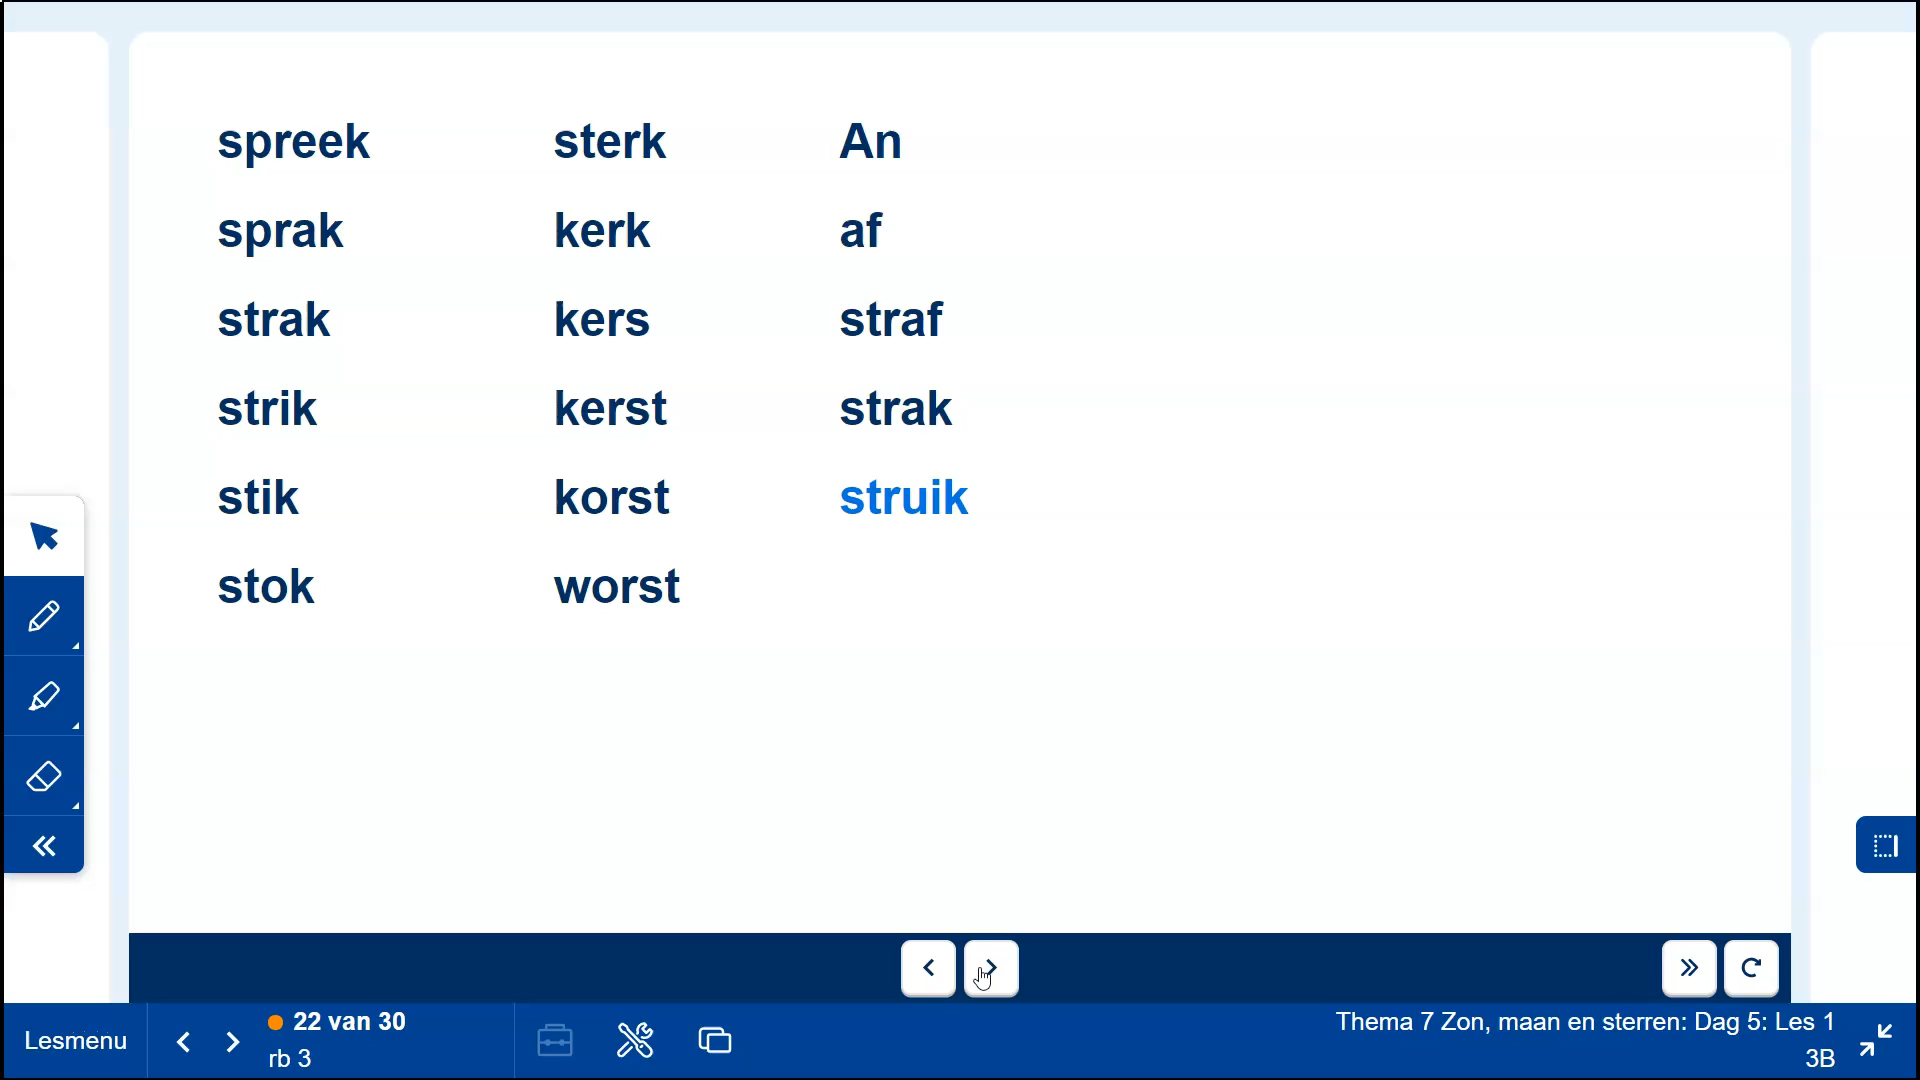 spreek sterk An
sprak kerk af
strak kers straf
strik kerst strak
stik korst struik
stok worst
Lesmenu
22 van 30
rb 3
Thema 7 Zon, maan en sterren: Dag 5: Les 1
3B